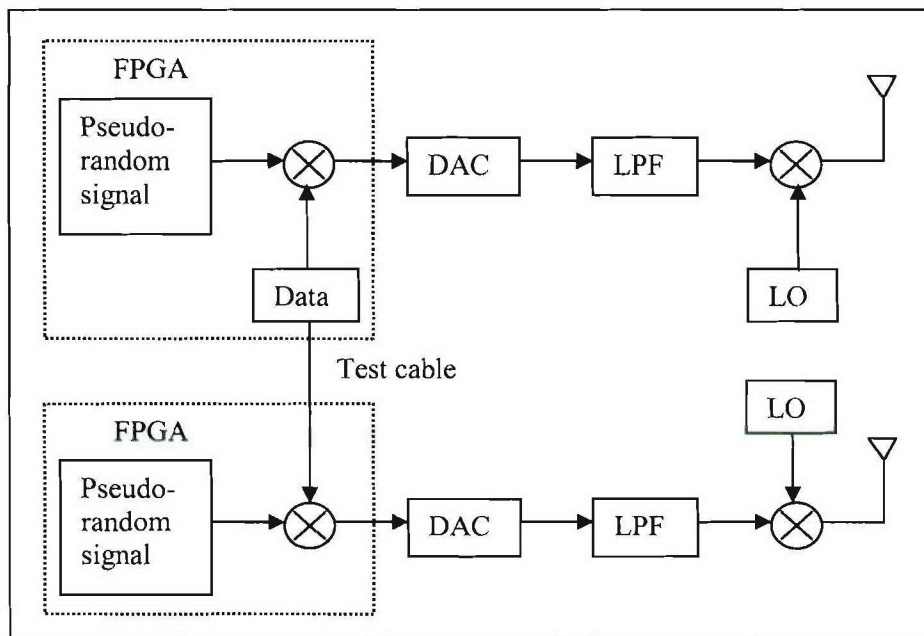 FPGA
Pseudo-
random
signal
DAC
LPF
Data
LO
Test cable
LO
FPGA
Pseudo-
random
signal
DAC
LPF